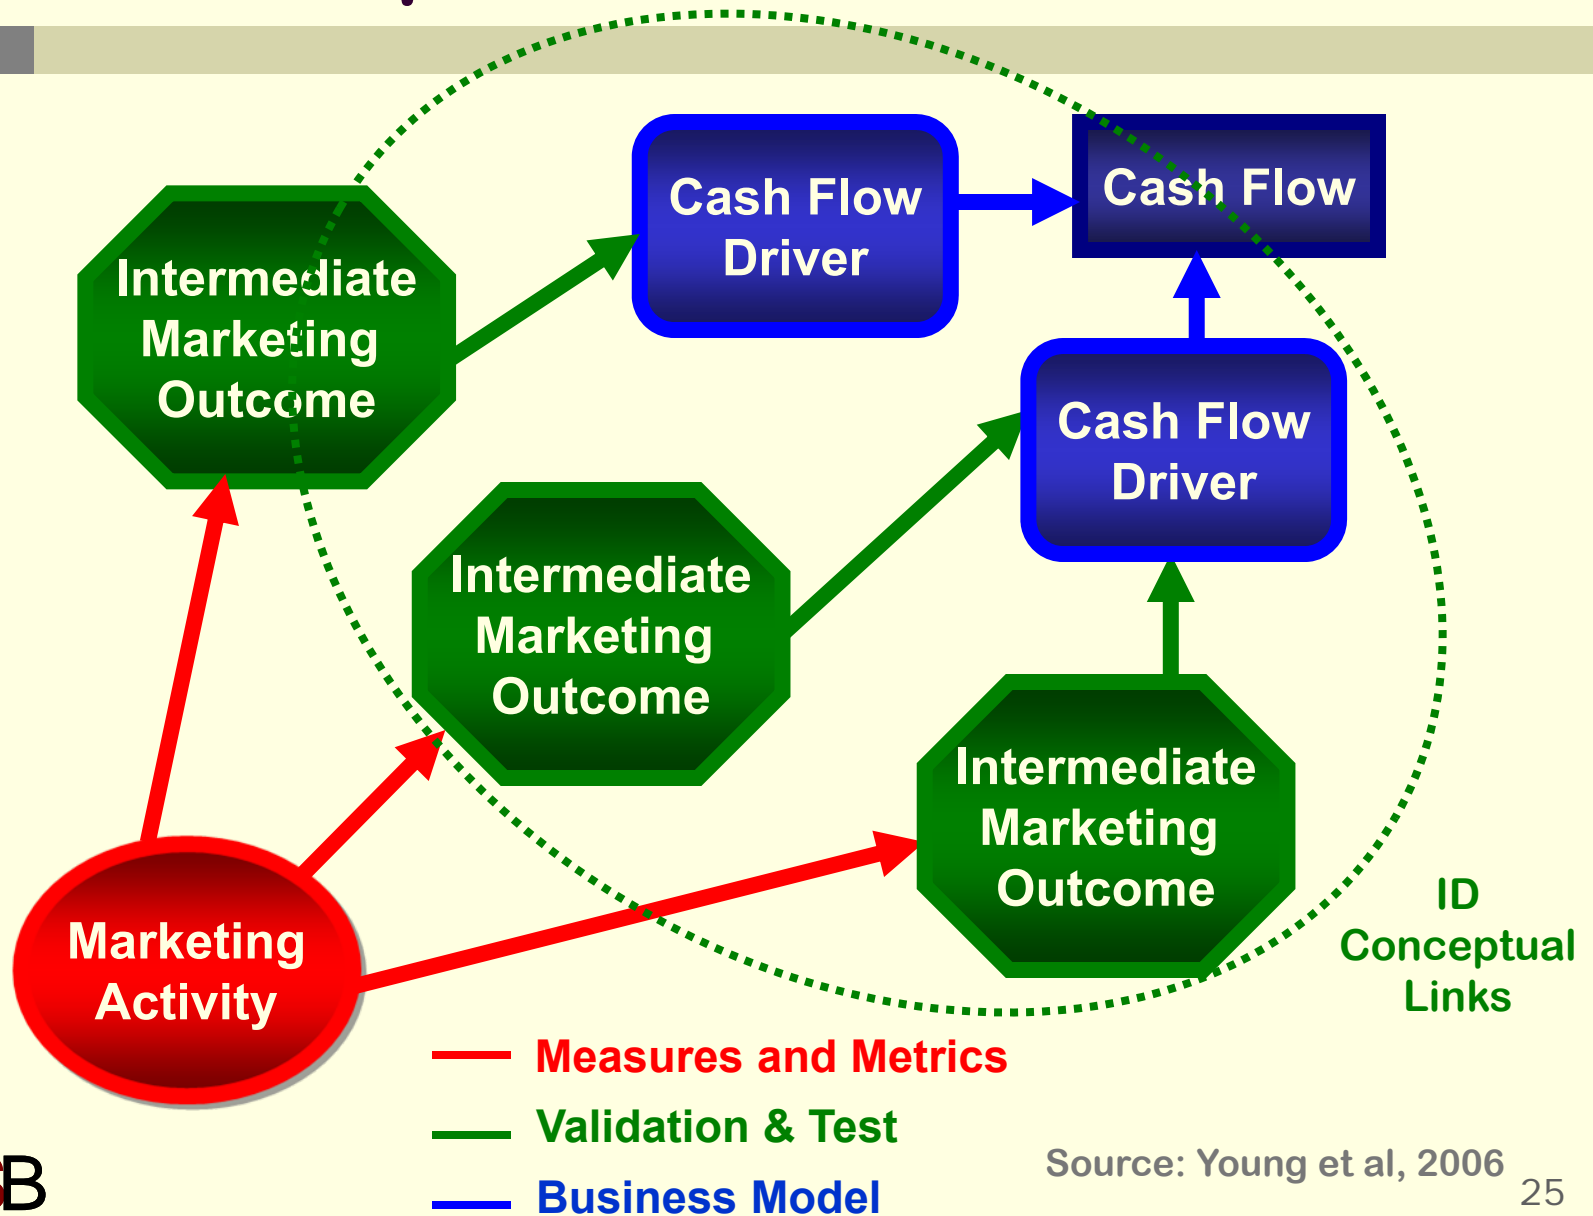 Cash Flow
Driver
Cash Flow
Intermediate
Marketing
Outcome
Cash Flow
Driver
Intermediate
Marketing
Outcome
Intermediate
Marketing
Outcome
ID
Conceptual
Links
Marketing
Activity
Measures and Metrics
Validation & Test
Business Model
Source: Young et al, 2006
25
B